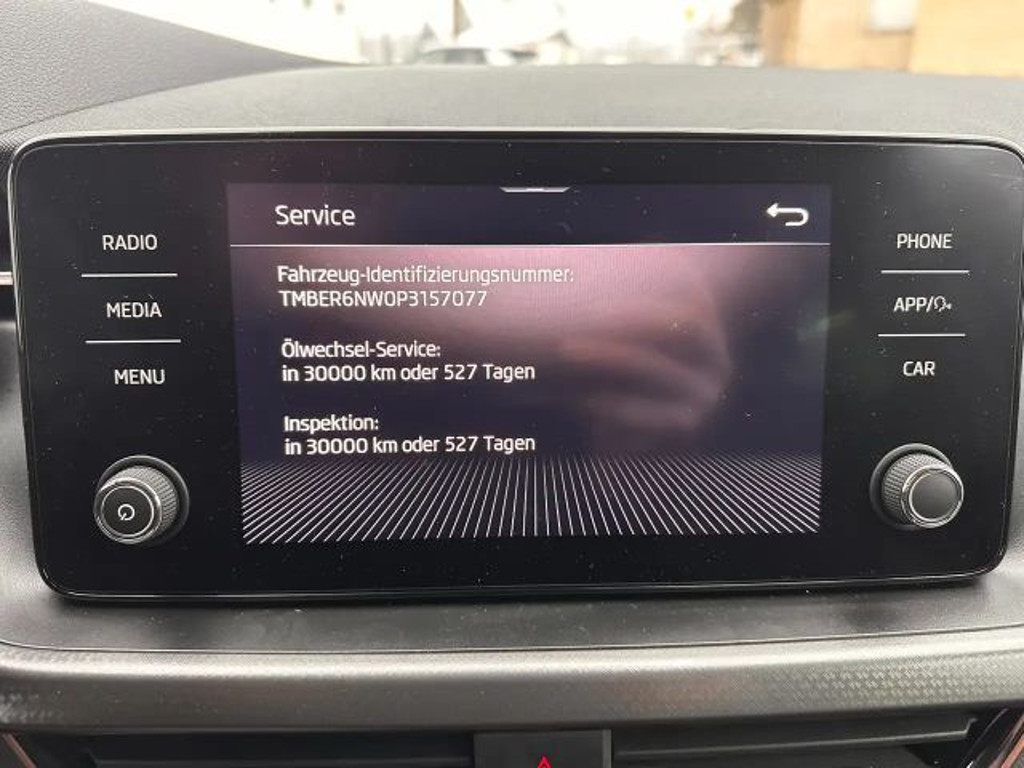 Service
RADIO
MEDIA
MENU
Fahrzeug-Identifizierungsnummer:
TMBER6NW0P3157077
Ölwechsel-Service:
in 30000 km oder 527 Tagen
Inspektion:
in 30000 km oder 527 Tagen
PHONE
APP/
CAR